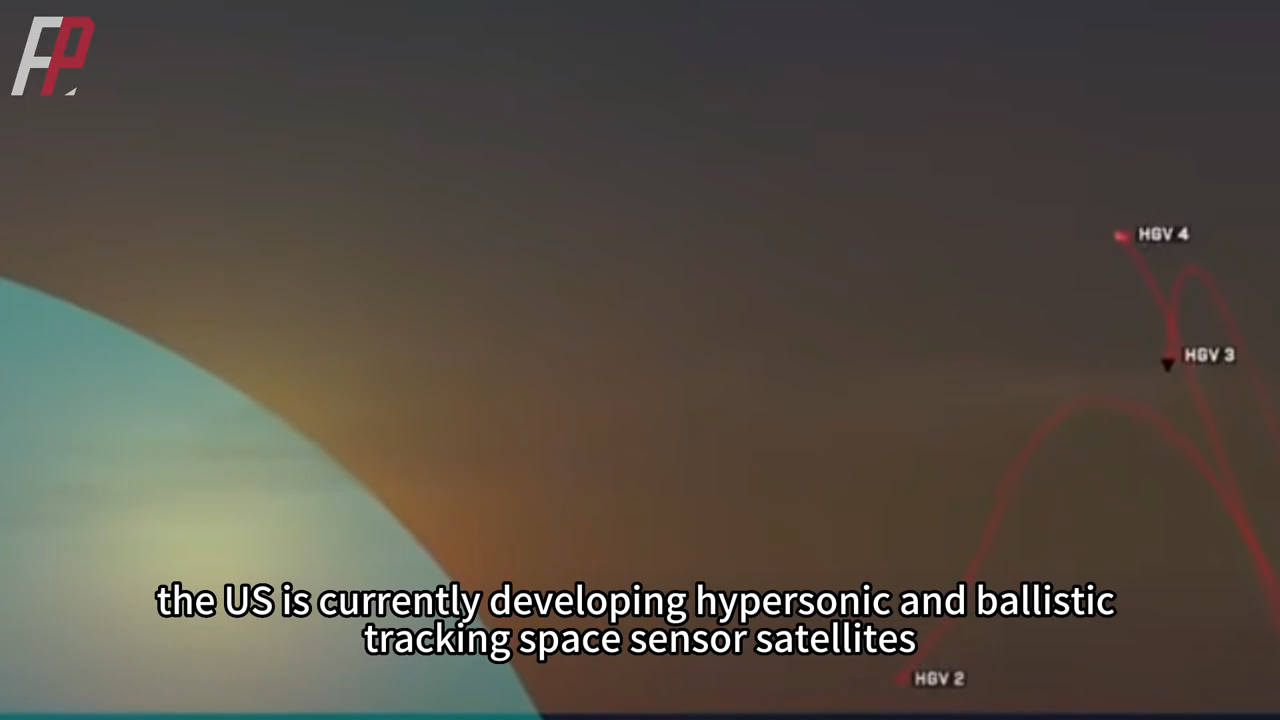 FP
HGV 4
HGV 3
the US is currently developing hypersonic and ballistic
tracking space sensor satellites
HGV 2